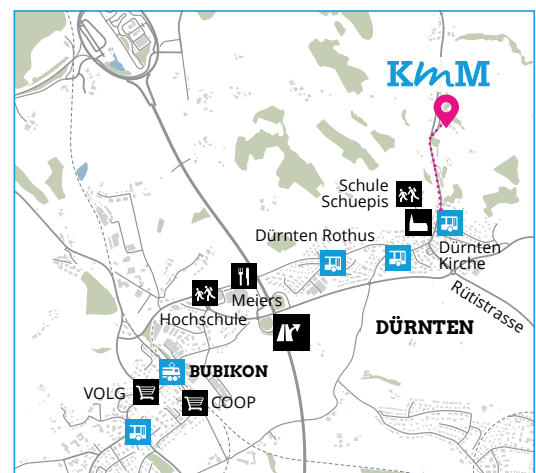 KmM
Schule
Schuepis
Dürnten Rothus
Dürnten
Kirche
Meiers
Hochschule
Rütistrasse
DÜRNTEN
BUBIKON
VOLG
COOP